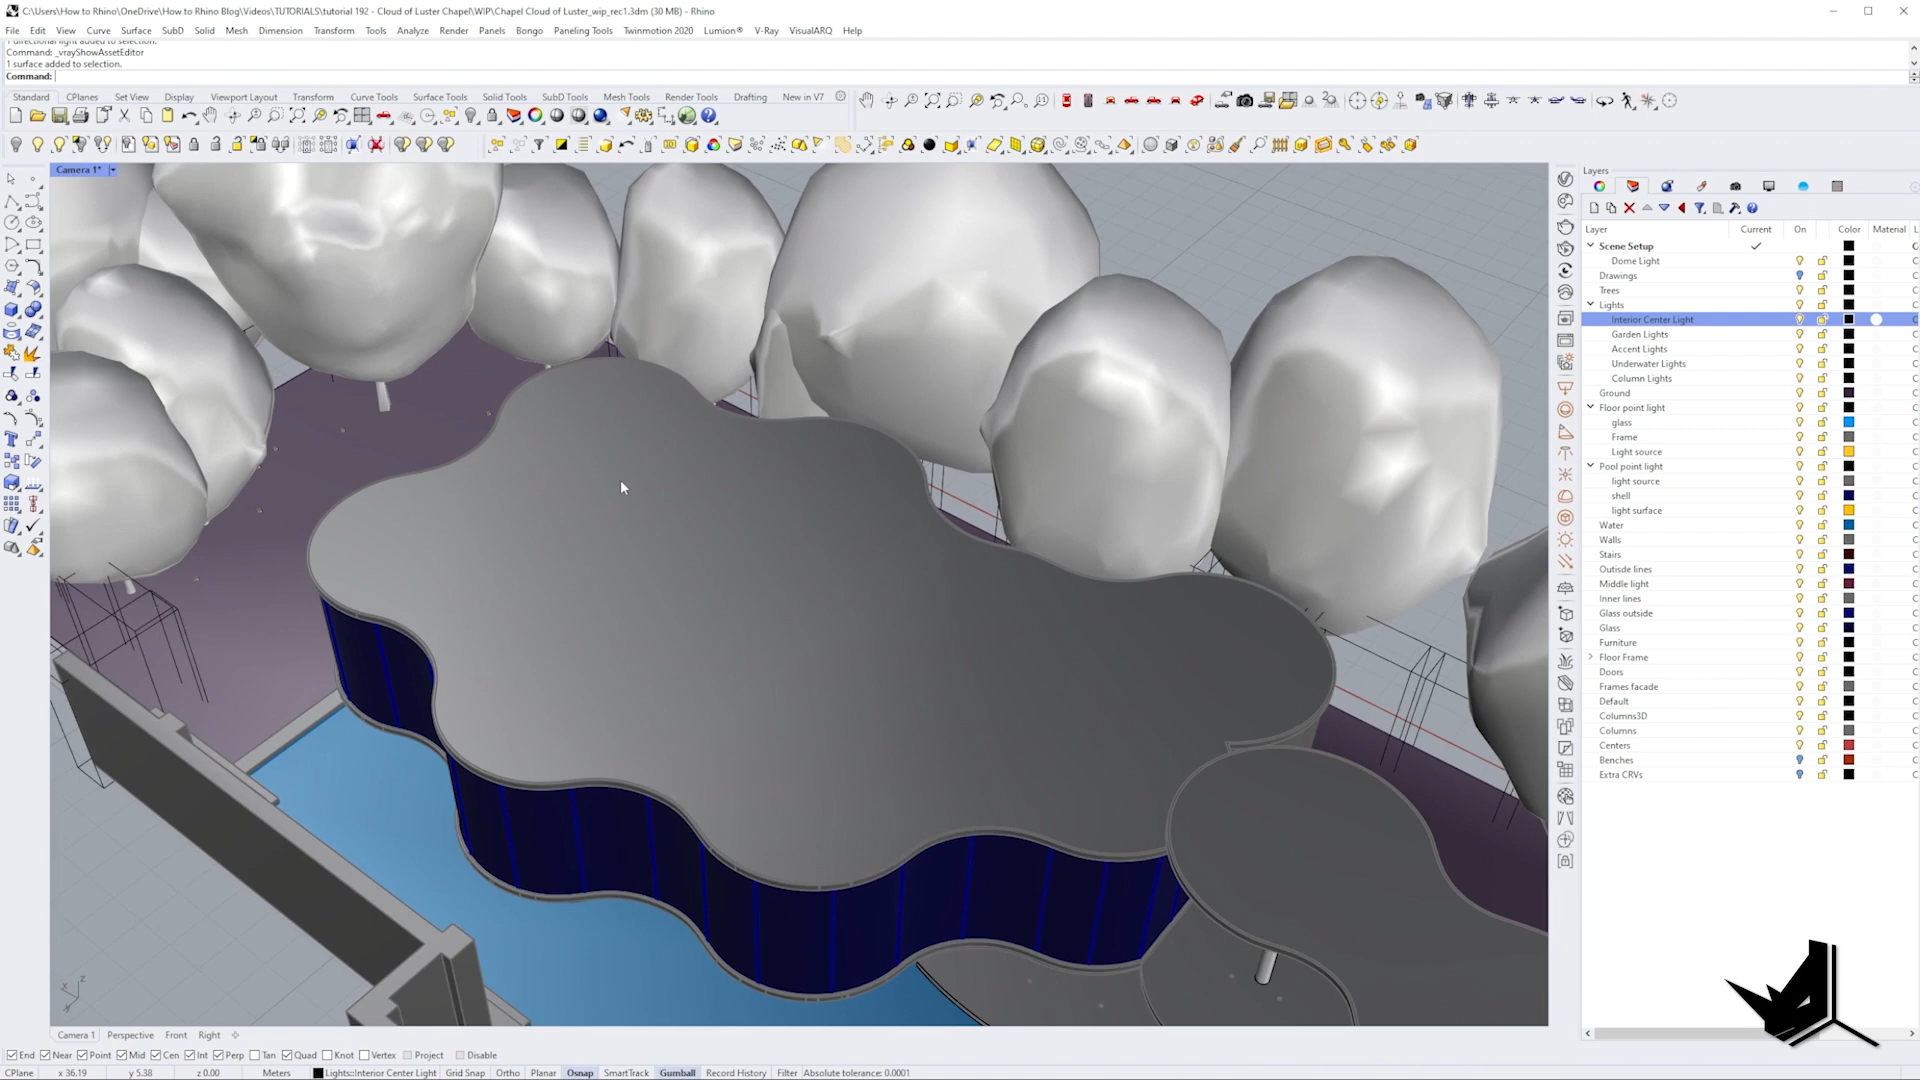 C:\Users\How to Rhino\OneDrive\How to Rhino Blog\Videos\TUTORIALS\tutorial 192 - Cloud of Luster Chapel\WIP\Chapel Cloud of Luster_wip_rec1.3dm (30 MB) - Rhino
File Edit View Curve Surface SubD Solid Mesh Dimension Transform Tools Analyze Render Panels Bongo Paneling Tools Twinmotion 2020 Lumion® V-Ray VisualARQ Help
1 directional light added to selection.
Command: _vrayShowAssetEditor
1 surface added to selection.
Command:
Standard CPlanes Set View Display Viewport Layout Transform Curve Tools Surface Tools Solid Tools SubD Tools Mesh Tools Render Tools Drafting New in V7
Camera 1*
Layers
Layer Current On Color Material L
Scene Setup
Dome Light
Drawings
Trees
Lights
Interior Center Light
Garden Lights
Accent Lights
Underwater Lights
Column Lights
Ground
Floor point light
glass
Frame
Light source
Pool point light
light source
shell
light surface
Water
Walls
Stairs
Outisde lines
Middle light
Inner lines
Glass outside
Glass
Furniture
Floor Frame
Doors
Frames facade
Default
Columns3D
Columns
Centers
Benches
Extra CRVs
z
x
y
Camera 1 Perspective Front Right
End Near Point Mid Cen Int Perp Tan Quad Knot Vertex Project Disable
CPlane x 36.19 y 5.38 z 0.00 Meters Lights::Interior Center Light Grid Snap Ortho Planar Osnap SmartTrack Gumball Record History Filter Absolute tolerance: 0.0001